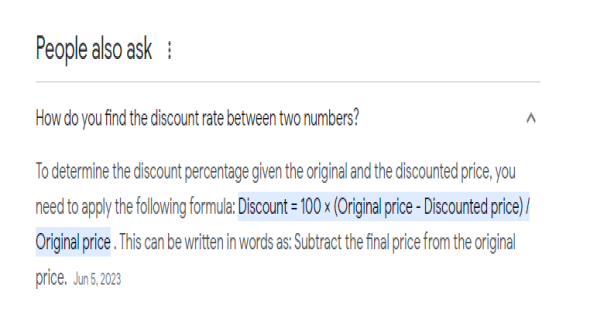 People also ask
How do you find the discount rate between two numbers?
To determine the discount percentage given the original and the discounted price, you
need to apply the following formula: Discount = 100 × (Original price - Discounted price) /
Original price . This can be written in words as: Subtract the final price from the original
price. Jun 5, 2023